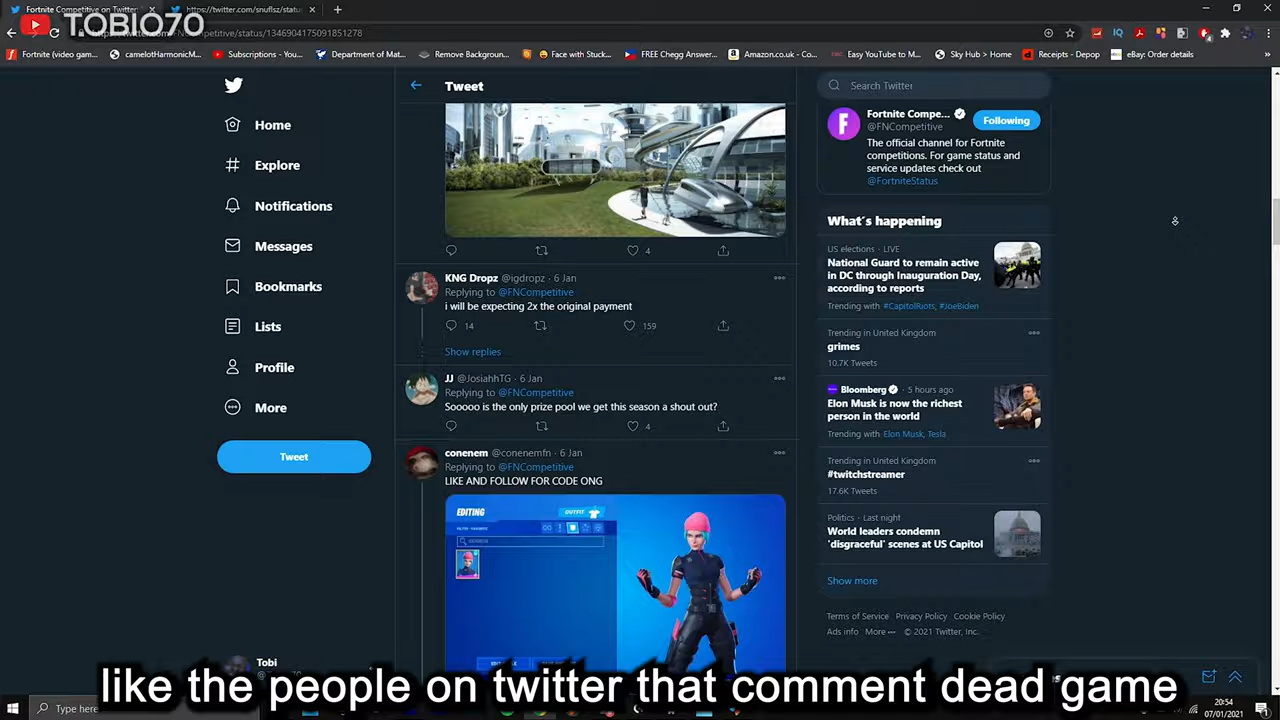 Fortnite Competitive on Twitter:
https://twitter.com/snuflsz/statu
TOBIO70
Competitive/status/1346904175091851278
Fortnite (video gam...
camelotHarmonicM...
Subscriptions - You...
Department of Mat...
Remove Backgroun...
Face with Stuck...
FREE Chegg Answer...
Amazon.co.uk -
Easy YouTube to M...
Sky Hub > Home
Receipts - Depop
eBay: Order details
Home
Explore
Notifications
Messages
Bookmarks
Lists
Profile
More
Tweet
Tobi
Tweet
4
KNG Dropz @igdropz · 6 Jan
Replying to @FNCompetitive
i will be expecting 2x the original payment
14
159
Show replies
JJ @JosiahhTG · 6 Jan
Replying to @FNCompetitive
Sooooo is the only prize pool we get this season a shout out?
4
conenem @conenemfn · 6 Jan
Replying to @FNCompetitive
LIKE AND FOLLOW FOR CODE ONG
EDITING
OUTFIT
Search Twitter
Fortnite Compe...
@FNCompetitive
Following
The official channel for Fortnite
competitions. For game status and
service updates check out
@FortniteStatus
What's happening
US elections · LIVE
National Guard to remain active
in DC through Inauguration Day,
according to reports
Trending with #CapitolRiots, #JoeBiden
Trending in United Kingdom
grimes
10.7K Tweets
Bloomberg · 5 hours ago
Elon Musk is now the richest
person in the world
Trending with Elon Musk, Tesla
Trending in United Kingdom
#twitchstreamer
17.6K Tweets
Politics · Last night
World leaders condemn
'disgraceful' scenes at US Capitol
Show more
Terms of Service Privacy Policy Cookie Policy
Ads info More © 2021 Twitter, Inc.
like the people on twitter that comment dead game
Type here
20:54
07/01/2021